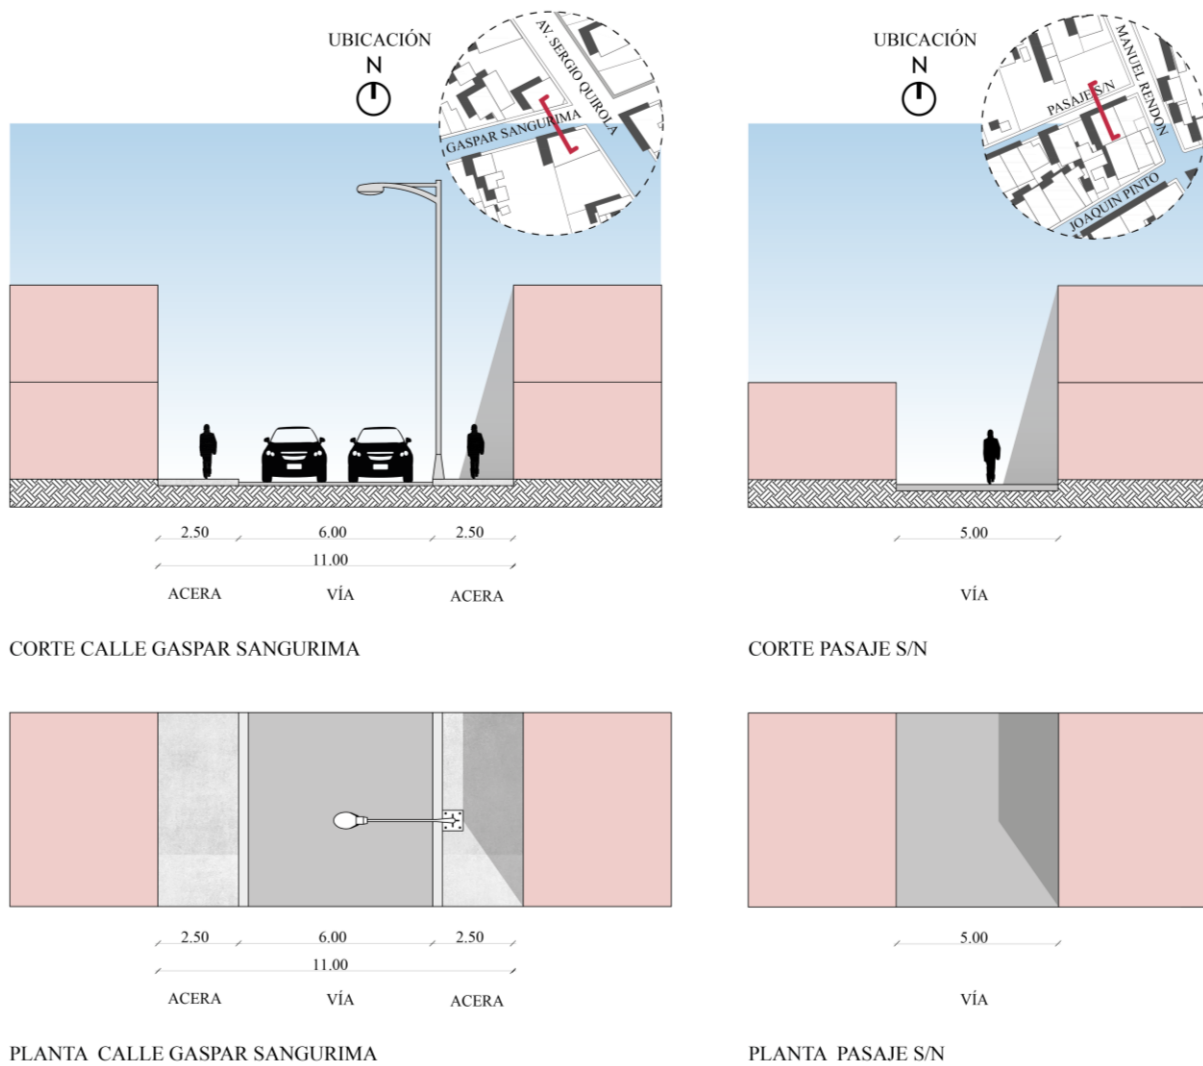 UBICACIÓN
N
AV. SERGIO QUIROLA
GASPAR SANGURIMA
2.50 6.00 2.50
11.00
ACERA VÍA ACERA
CORTE CALLE GASPAR SANGURIMA
UBICACIÓN
N
MANUEL RENDON
PASAJE S/N
JOAQUIN PINTO
5.00
VÍA
CORTE PASAJE S/N
2.50 6.00 2.50
11.00
ACERA VÍA ACERA
PLANTA CALLE GASPAR SANGURIMA
5.00
VÍA
PLANTA PASAJE S/N